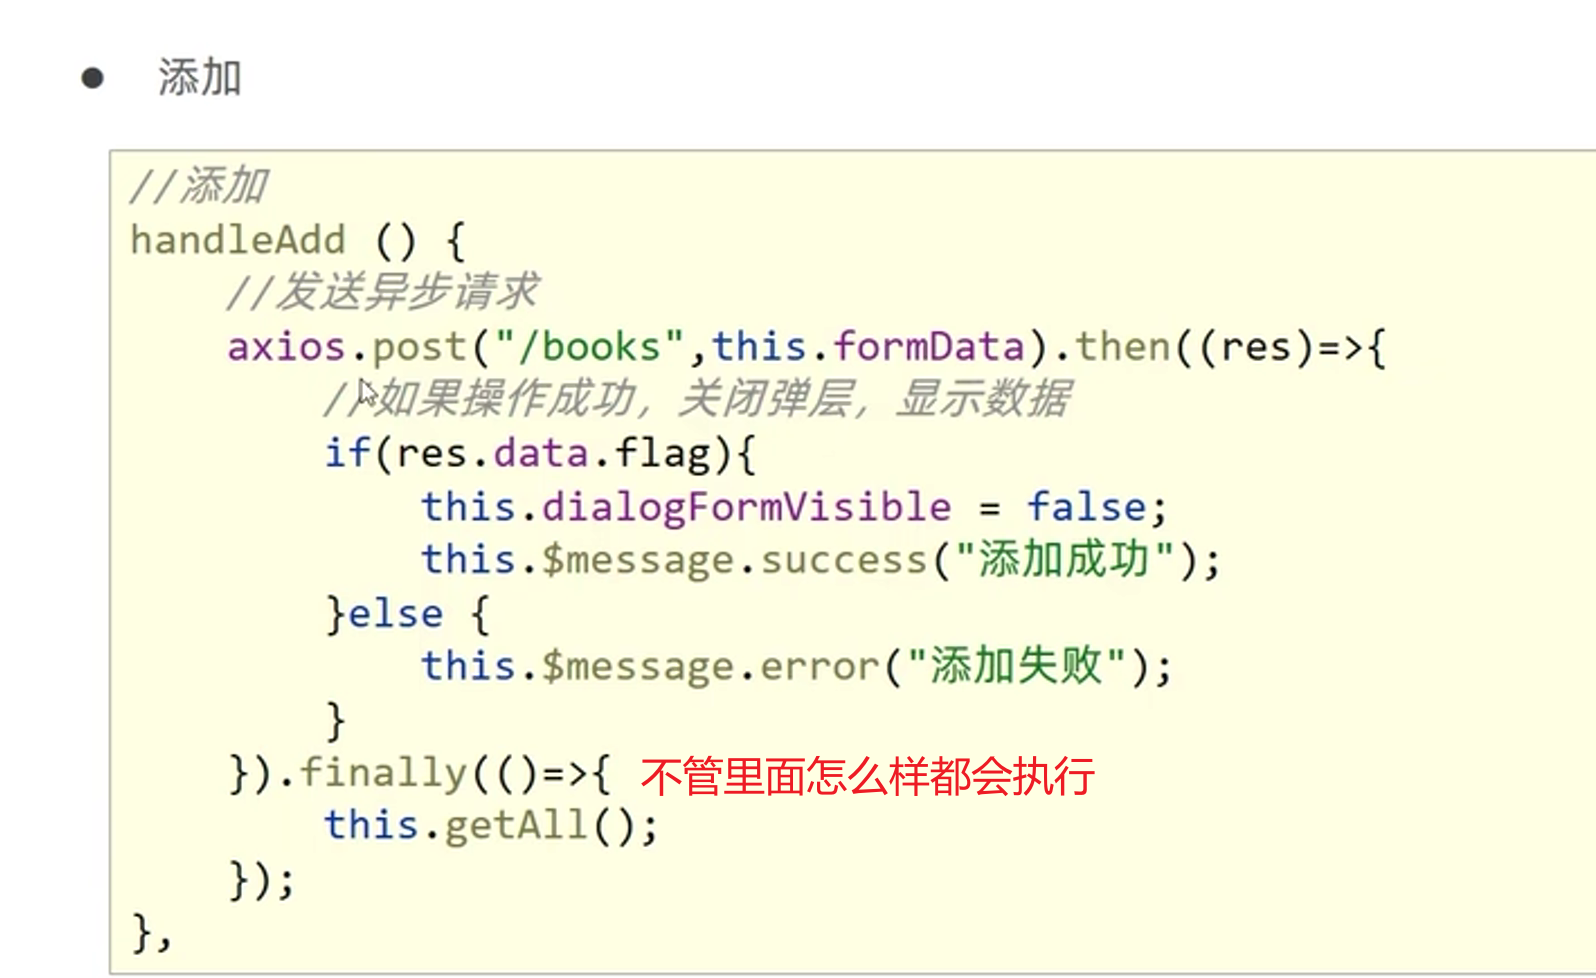 ● 添加
//添加
handleAdd () {
//发送异步请求
axios.post("/books",this.formData).then((res)=>{
//如果操作成功，关闭弹层，显示数据
if(res.data.flag){
this.dialogFormVisible = false;
this.$message.success("添加成功");
}else {
this.$message.error("添加失败");
}
}).finally(()=>{ 不管里面怎么样都会执行
this.getAll();
});
},